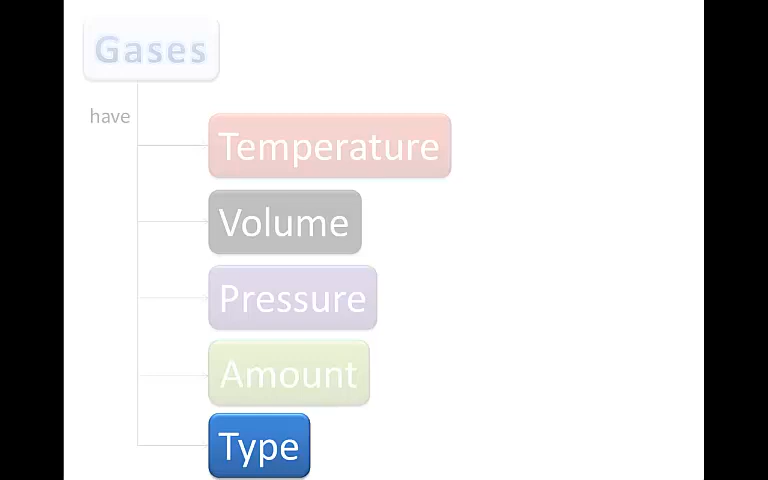 Gases
have
Temperature
Volume
Pressure
Amount
Type